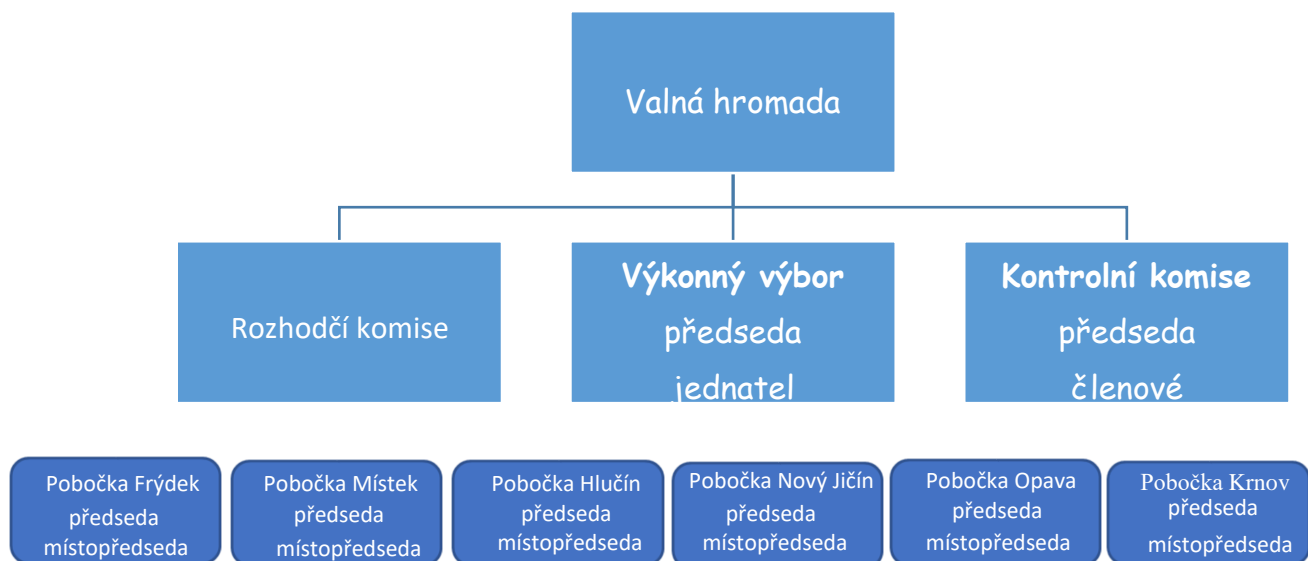 Valná hromada
Rozhodčí komise
Výkonný výbor
předseda
jednatel
Kontrolní komise
předseda
členové
Pobočka Frýdek
předseda
místopředseda
Pobočka Místek
předseda
místopředseda
Pobočka Hlučín
předseda
místopředseda
Pobočka Nový Jičín
předseda
místopředseda
Pobočka Opava
předseda
místopředseda
Pobočka Krnov
předseda
místopředseda